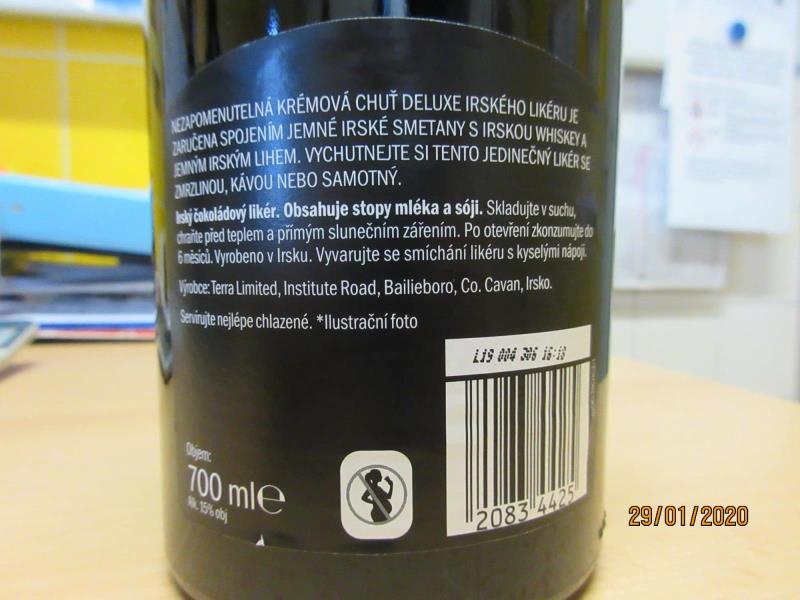 NEZAPOMENUTELNÁ KRÉMOVÁ CHUŤ DELUXE IRSKÉHO LIKÉRU JE
ZARUČENA SPOJENÍM JEMNÉ IRSKÉ SMETANY S IRSKOU WHISKEY A
JEMNÝM IRSKÝM LIHEM. VYCHUTNEJTE SI TENTO JEDINEČNÝ LIKÉR SE
ZMRZLINOU, KÁVOU NEBO SAMOTNÝ.
Irský čokoládový likér. Obsahuje stopy mléka a sóji. Skladujte v suchu,
chraňte před teplem a přímým slunečním zářením. Po otevření zkonzumujte do
6 měsíců. Vyrobeno v Irsku. Vyvarujte se smíchání likéru s kyselými nápoji.
Výrobce: Terra Limited, Institute Road, Bailieboro, Co. Cavan, Irsko.
Servírujte nejlépe chlazené. *Ilustrační foto
L19 004 306 16:18
Objem:
700 ml e
Alk. 15% obj
2083 4425
29/01/2020